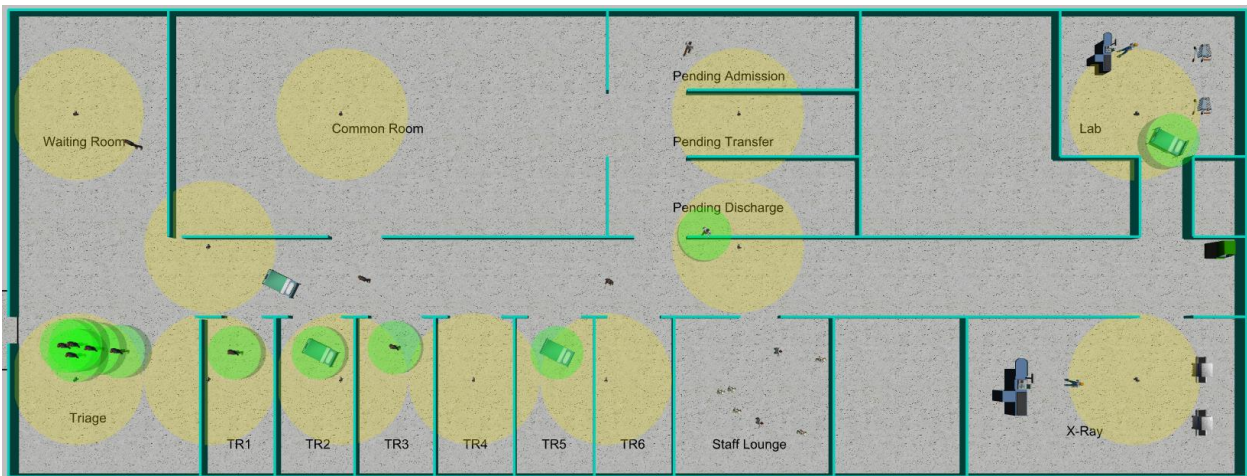 Pending Admission
Waiting Room
Common Room
Pending Transfer
Lab
Pending Discharge
Triage
TR1
TR2
TR3
TR4
TR5
TR6
Staff Lounge
X-Ray